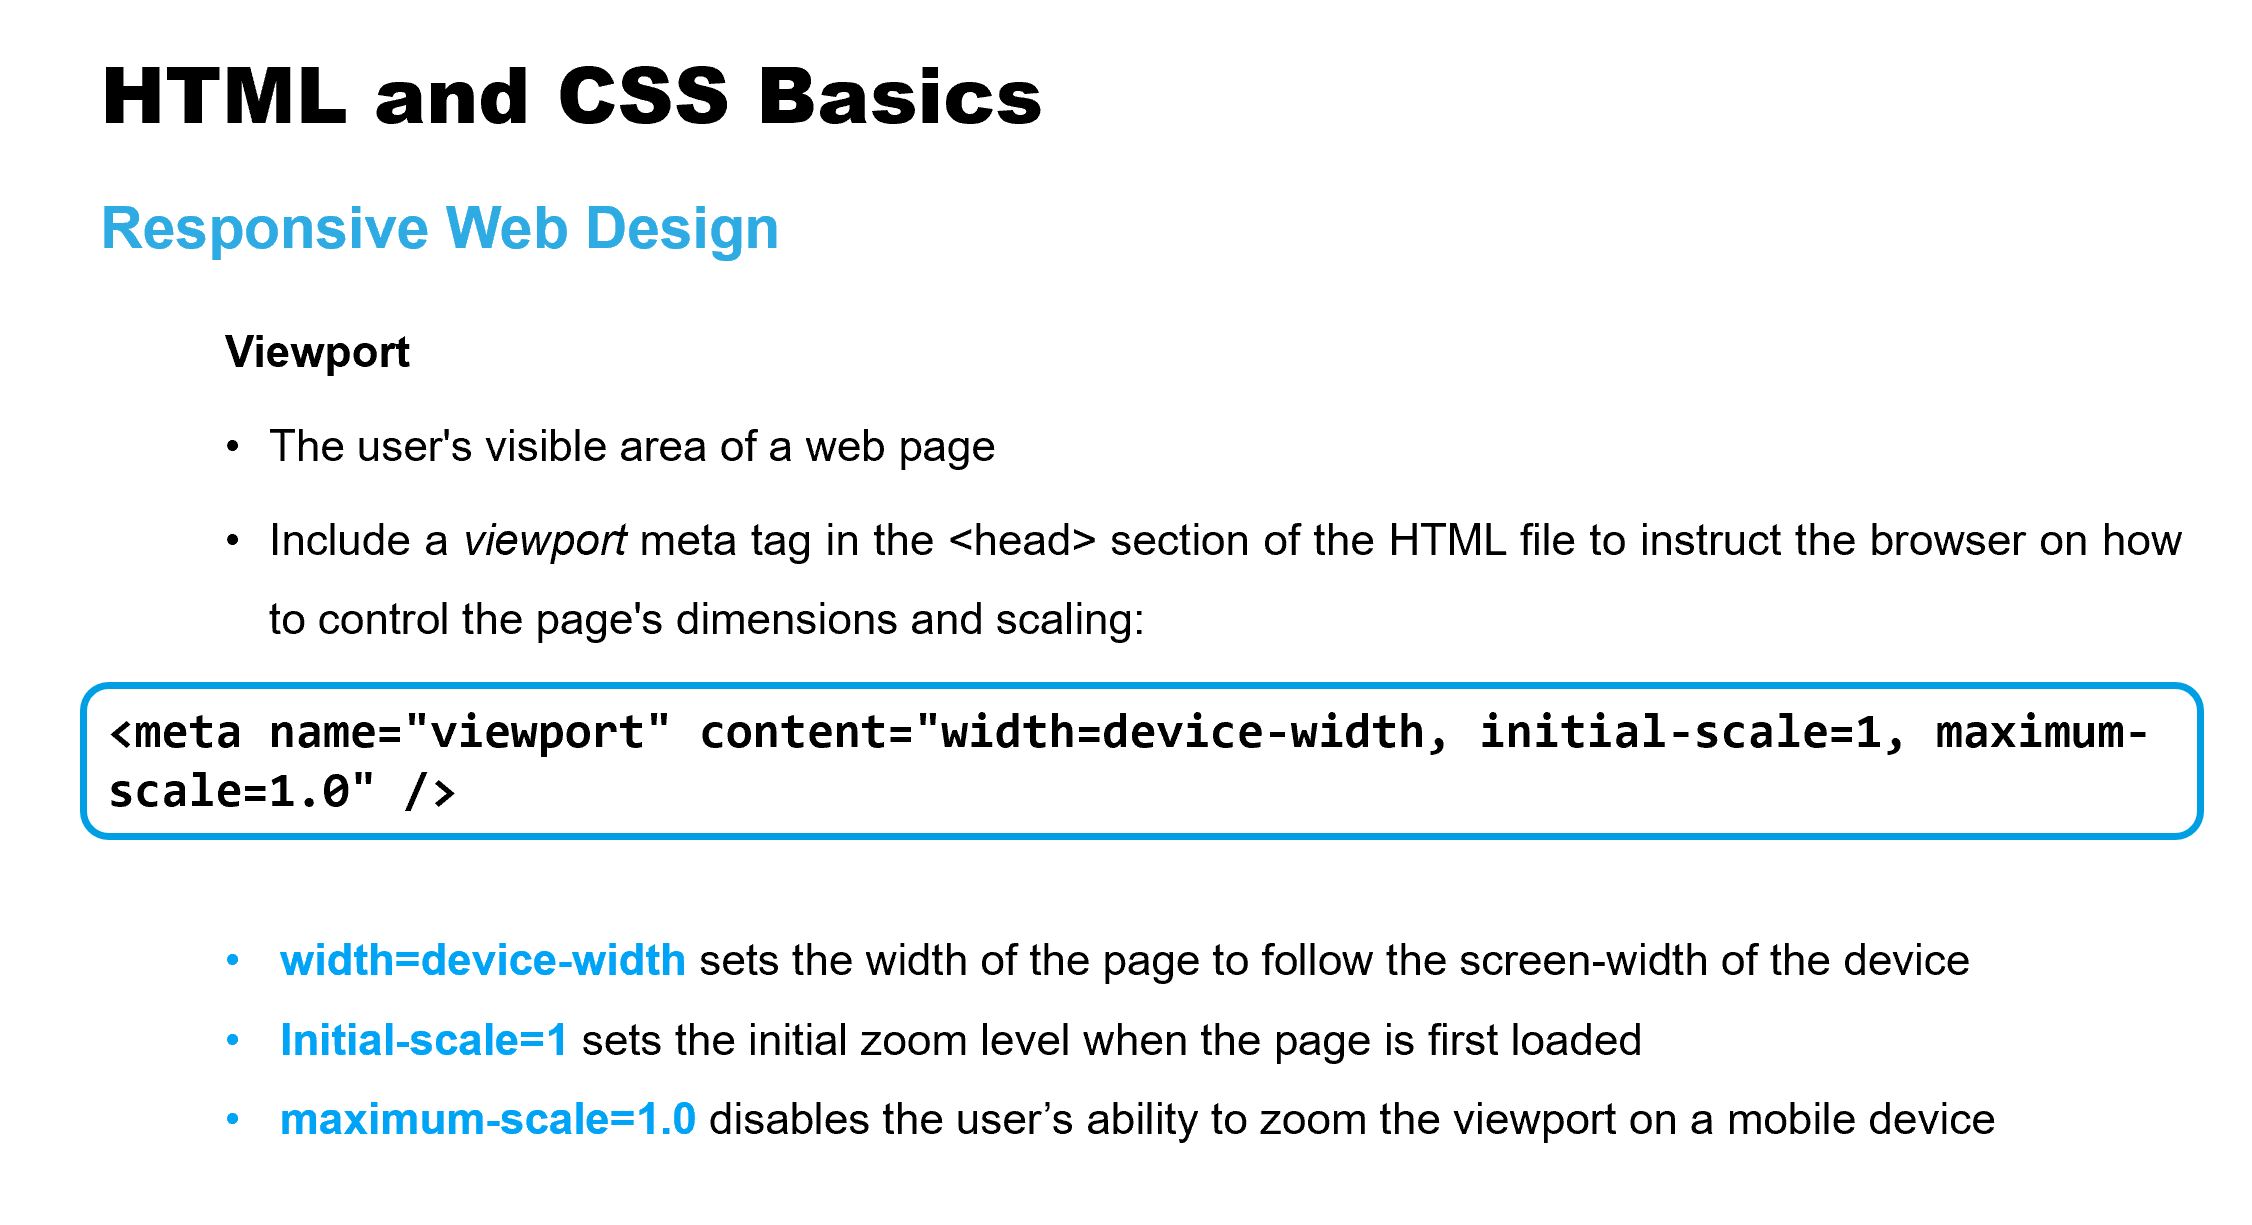 HTML and CSS Basics
Responsive Web Design
Viewport
• The user's visible area of a web page
• Include a viewport meta tag in the <head> section of the HTML file to instruct the browser on how
to control the page's dimensions and scaling:
<meta name="viewport" content="width=device-width, initial-scale=1, maximum-
scale=1.0" />
• width=device-width sets the width of the page to follow the screen-width of the device
• Initial-scale=1 sets the initial zoom level when the page is first loaded
• maximum-scale=1.0 disables the user’s ability to zoom the viewport on a mobile device